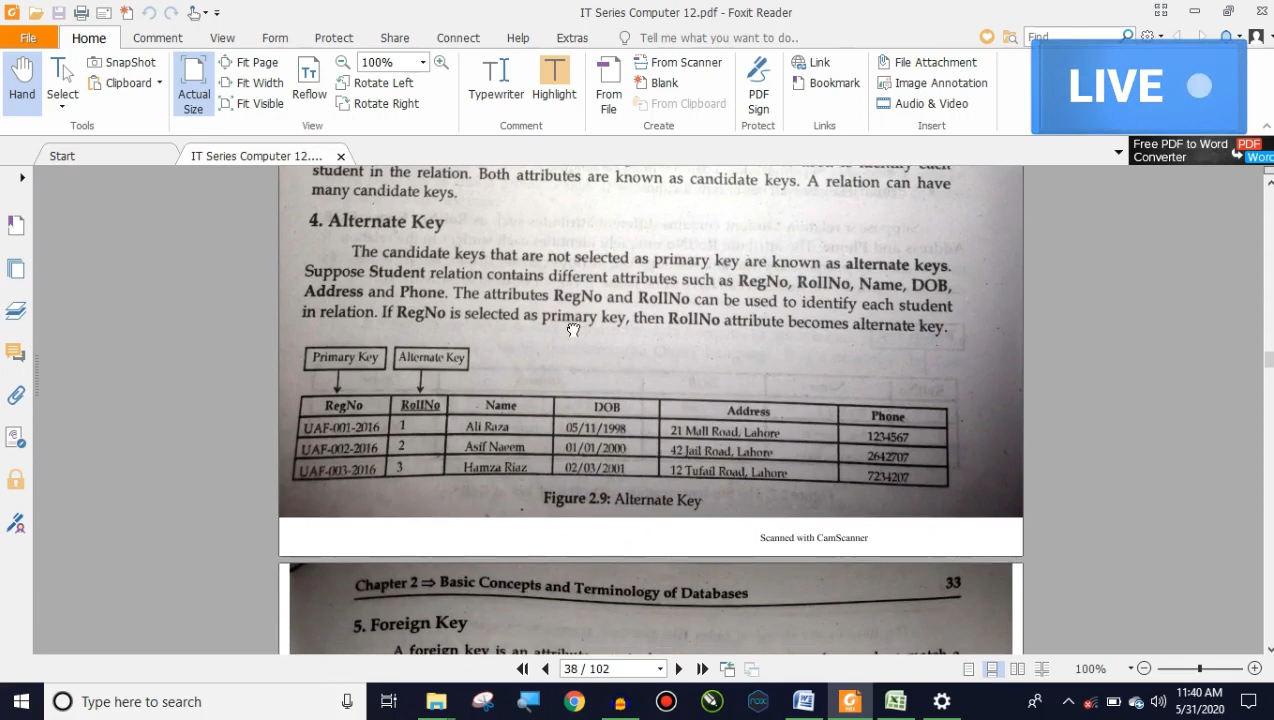 IT Series Computer 12.pdf - Foxit Reader
File Home Comment View Form Protect Share Connect Help Extras Tell me what you want to do.. Find
Hand
Select
SnapShot
Clipboard
Tools
Actual Size
Fit Page
Fit Width
Fit Visible
Reflow
100%
Rotate Left
Rotate Right
View
Typewriter
Highlight
Comment
From File
From Scanner
Blank
From Clipboard
Create
PDF Sign
Protect
Link
Bookmark
Links
File Attachment
Image Annotation
Audio & Video
Insert
LIVE
Start
IT Series Computer 12....
Free PDF to Word Converter
PDF
Word
student in the relation. Both attributes are known as candidate keys. A relation can have
many candidate keys.
4. Alternate Key
The candidate keys that are not selected as primary key are known as alternate keys.
Suppose Student relation contains different attributes such as RegNo, RollNo, Name, DOB,
Address and Phone. The attributes RegNo and RollNo can be used to identify each student
in relation. If RegNo is selected as primary key, then RollNo attribute becomes alternate key.
Primary Key Alternate Key
RegNo RollNo Name DOB Address Phone
UAF-001-2016 1 Ali Raza 05/11/1998 21 Mall Road, Lahore 1234567
UAF-002-2016 2 Asif Naeem 01/01/2000 42 Jail Road, Lahore 2642707
UAF-003-2016 3 Hamza Riaz 02/03/2001 12 Tufail Road, Lahore 7234207
Figure 2.9: Alternate Key
Scanned with CamScanner
Chapter 2 ⇒ Basic Concepts and Terminology of Databases 33
5. Foreign Key
A foreign key is an
38 / 102
100%
Type here to search
11:40 AM
5/31/2020